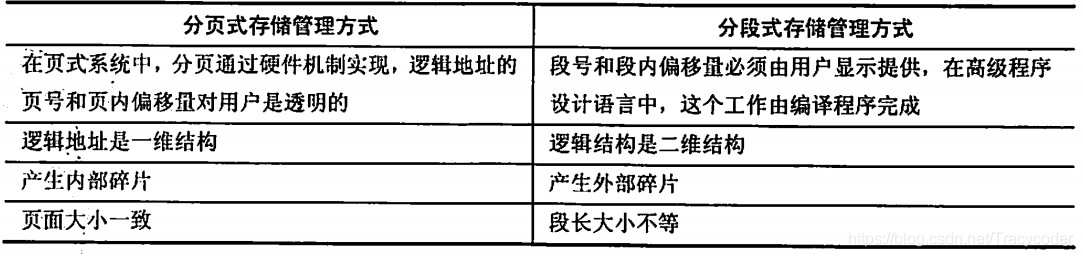 分页式存储管理方式
分段式存储管理方式
在页式系统中，分页通过硬件机制实现，逻辑地址的
页号和页内偏移量对用户是透明的
段号和段内偏移量必须由用户显示提供，在高级程序
设计语言中，这个工作由编译程序完成
逻辑地址是一维结构
逻辑结构是二维结构
产生内部碎片
产生外部碎片
页面大小一致
段长大小不等
https://blog.csdn.net/Tracycoder